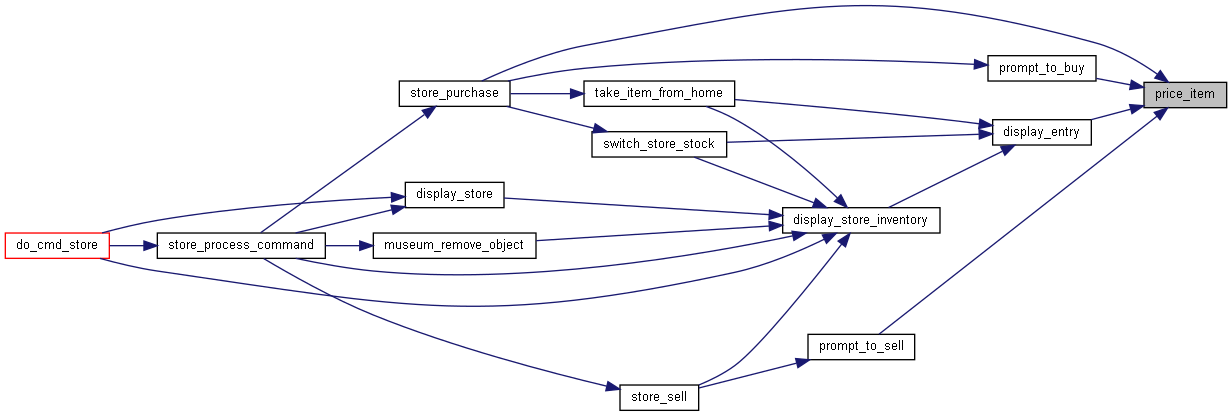 prompt_to_buy
store_purchase
take_item_from_home
price_item
switch_store_stock
display_entry
display_store
display_store_inventory
do_cmd_store
store_process_command
museum_remove_object
prompt_to_sell
store_sell